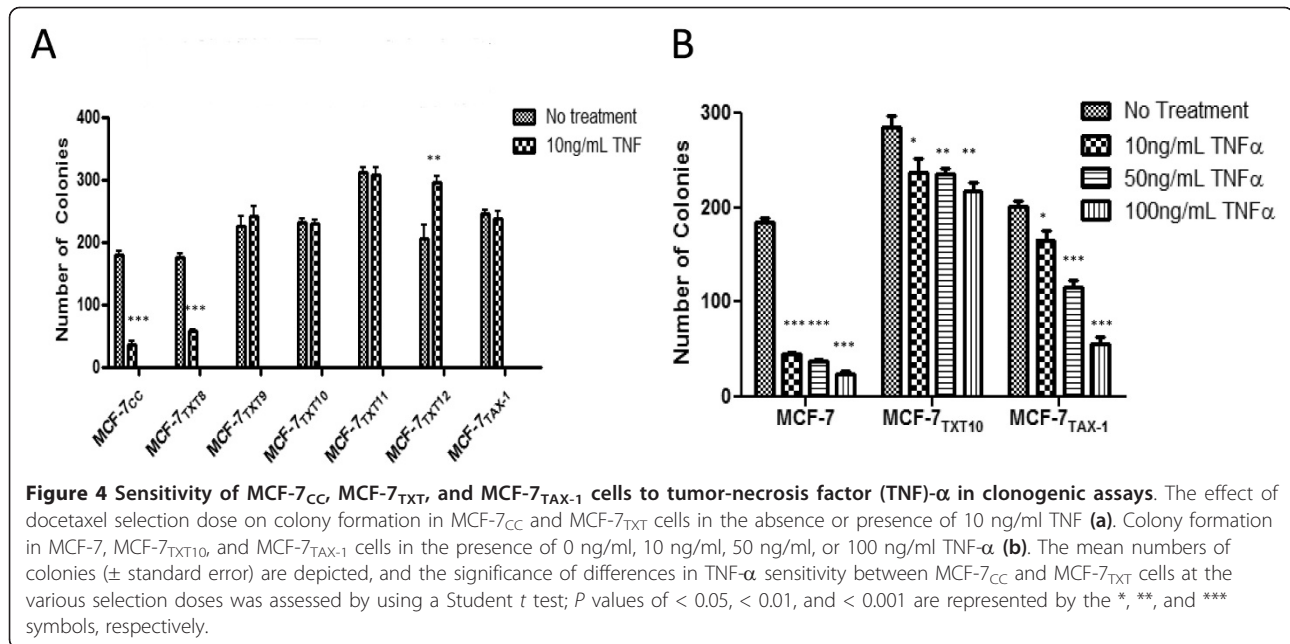 A
B
400
300
200
100
0
Number of Colonies
No treatment
10ng/mL TNF
***
***
**
MCF-7CC
MCF-7TXT8
MCF-7TXT9
MCF-7TXT10
MCF-7TXT11
MCF-7TXT12
MCF-7TAX-1
300
200
100
0
Number of Colonies
No Treatment
10ng/mL TNFα
50ng/mL TNFα
100ng/mL TNFα
*** *** ***
* ** **
* *** ***
MCF-7
MCF-7TXT10
MCF-7TAX-1
Figure 4 Sensitivity of MCF-7CC, MCF-7TXT, and MCF-7TAX-1 cells to tumor-necrosis factor (TNF)-α in clonogenic assays. The effect of
docetaxel selection dose on colony formation in MCF-7CC and MCF-7TXT cells in the absence or presence of 10 ng/ml TNF (a). Colony formation
in MCF-7, MCF-7TXT10, and MCF-7TAX-1 cells in the presence of 0 ng/ml, 10 ng/ml, 50 ng/ml, or 100 ng/ml TNF-α (b). The mean numbers of
colonies (± standard error) are depicted, and the significance of differences in TNF-α sensitivity between MCF-7CC and MCF-7TXT cells at the
various selection doses was assessed by using a Student t test; P values of < 0.05, < 0.01, and < 0.001 are represented by the *, **, and ***
symbols, respectively.